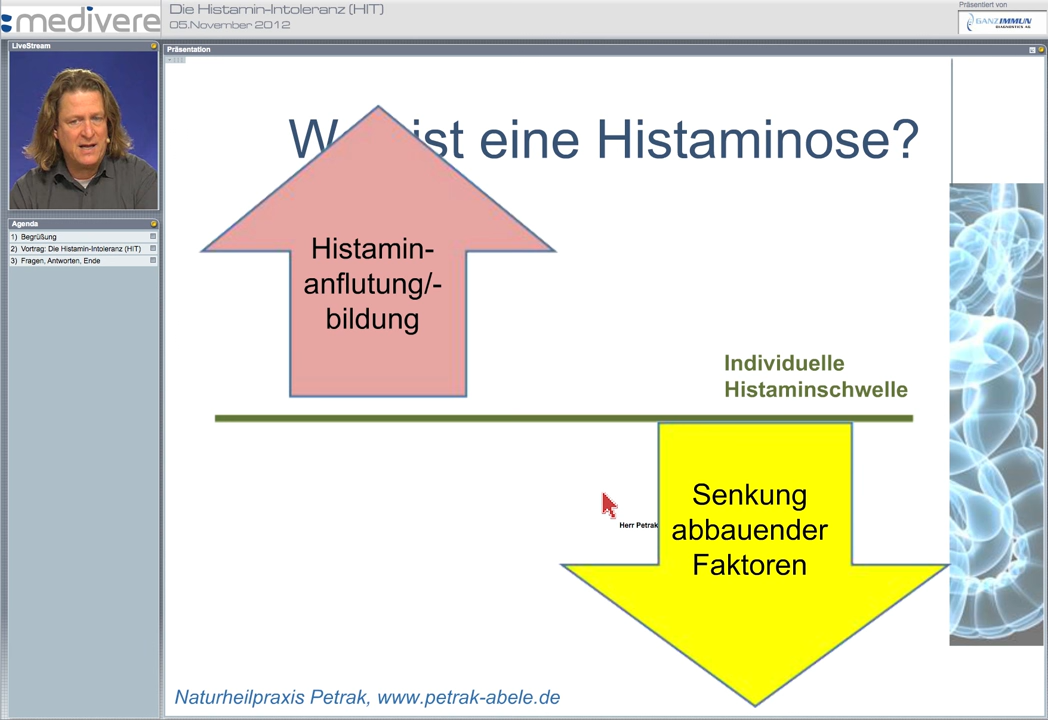 medivere
Die Histamin-Intoleranz (HIT)
05.November 2012
Präsentiert von
GANZIMMUN
DIAGNOSTICS AG
LiveStream
Agenda
1) Begrüßung
2) Vortrag: Die Histamin-Intoleranz (HIT)
3) Fragen, Antworten, Ende
Präsentation
ist eine Histaminose?
Histamin-
anflutung/-
bildung
Individuelle
Histaminschwelle
Herr Petrak
Senkung
abbauender
Faktoren
Naturheilpraxis Petrak, www.petrak-abele.de